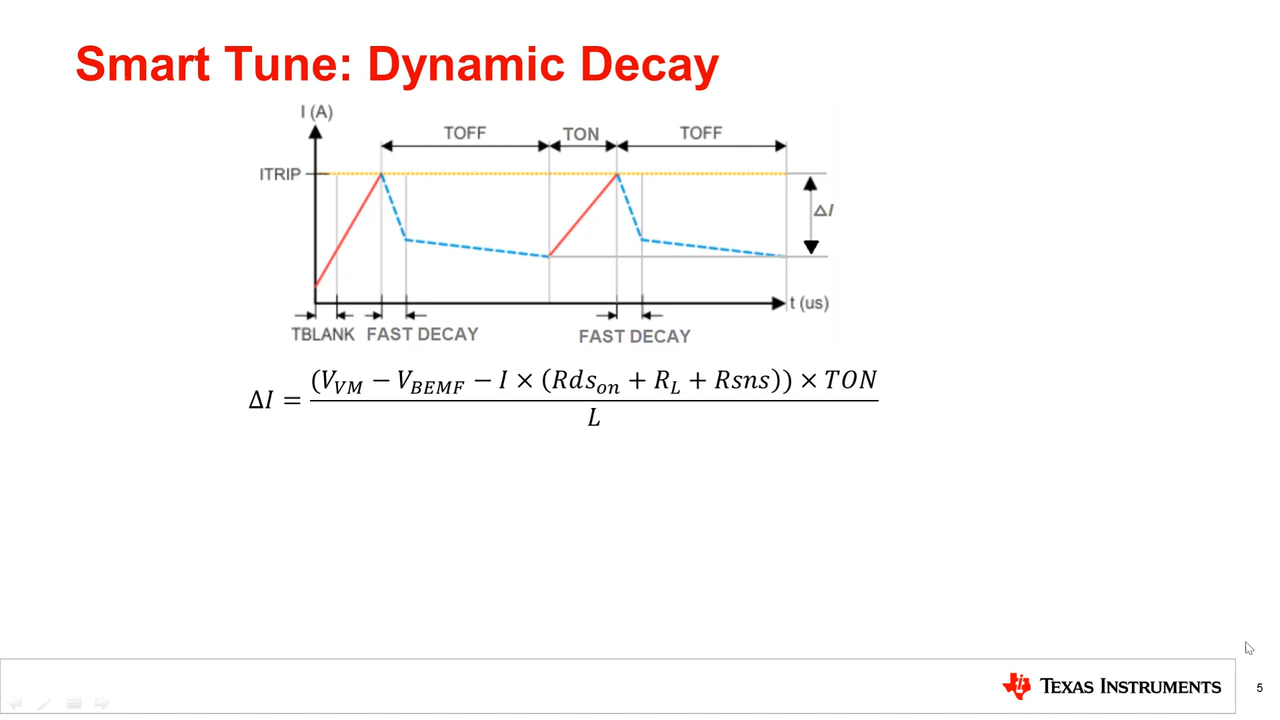 Smart Tune: Dynamic Decay
I (A)
TOFF
TON
TOFF
ITRIP
ΔI
t (us)
TBLANK
FAST DECAY
FAST DECAY
ΔI = (V_VM − V_BEMF − I × (Rds_on + R_L + Rsns)) × TON
L
TEXAS INSTRUMENTS
5